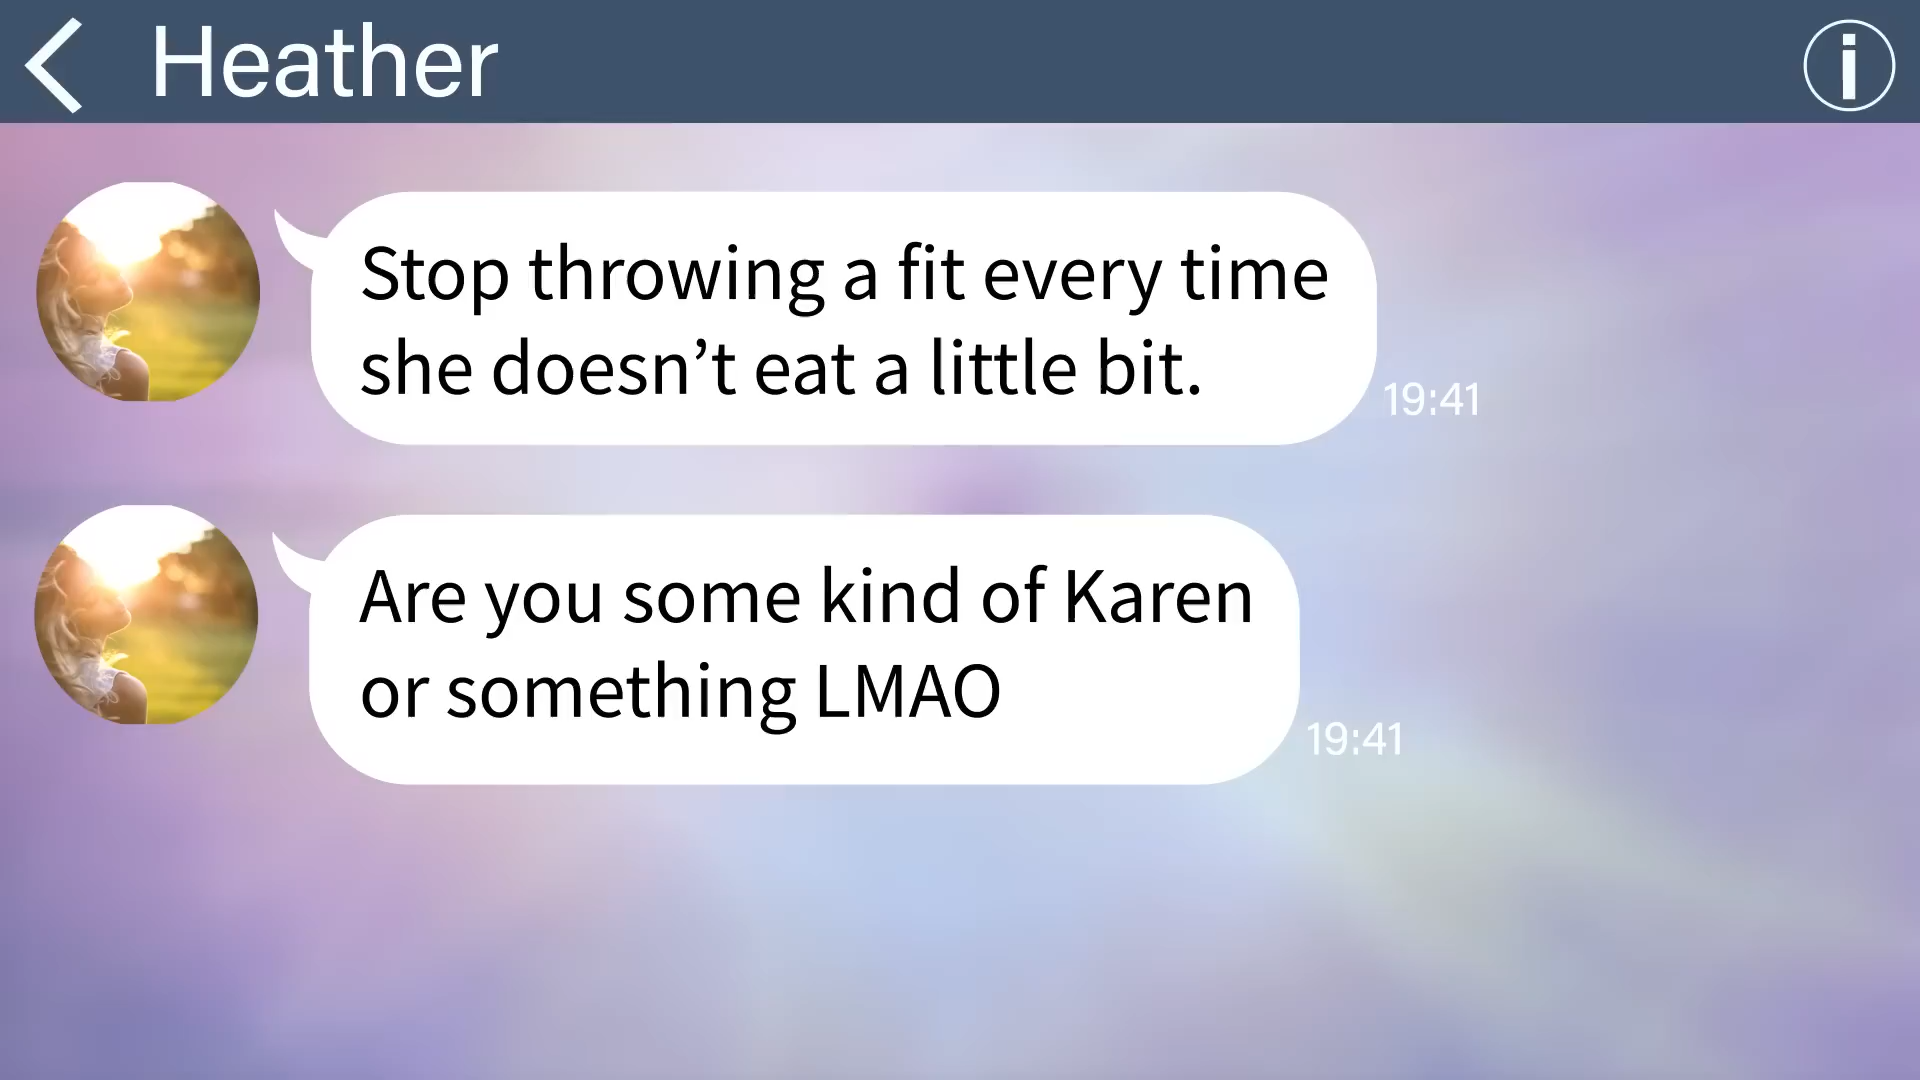 Heather
Stop throwing a fit every time
she doesn’t eat a little bit.
19:41
Are you some kind of Karen
or something LMAO
19:41